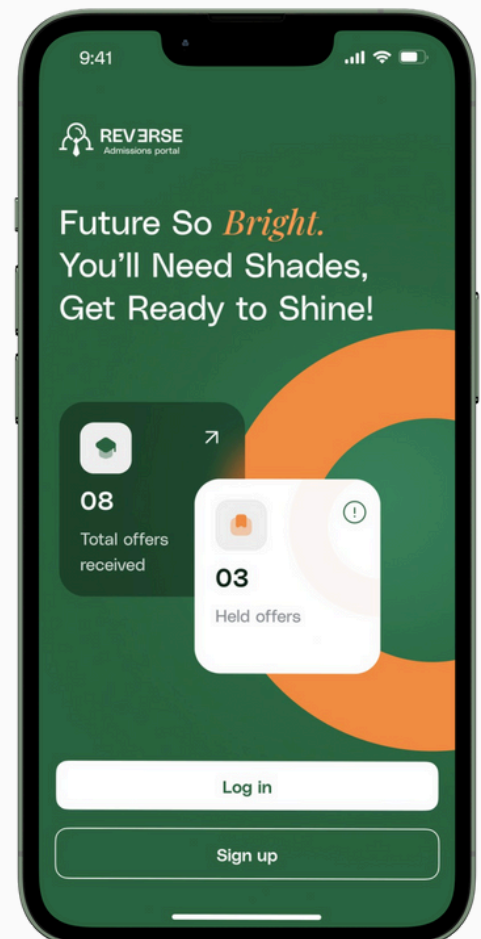 9:41
REVƎRSE
Admissions portal
Future So Bright.
You'll Need Shades,
Get Ready to Shine!
08
Total offers
received
03
Held offers
Log in
Sign up